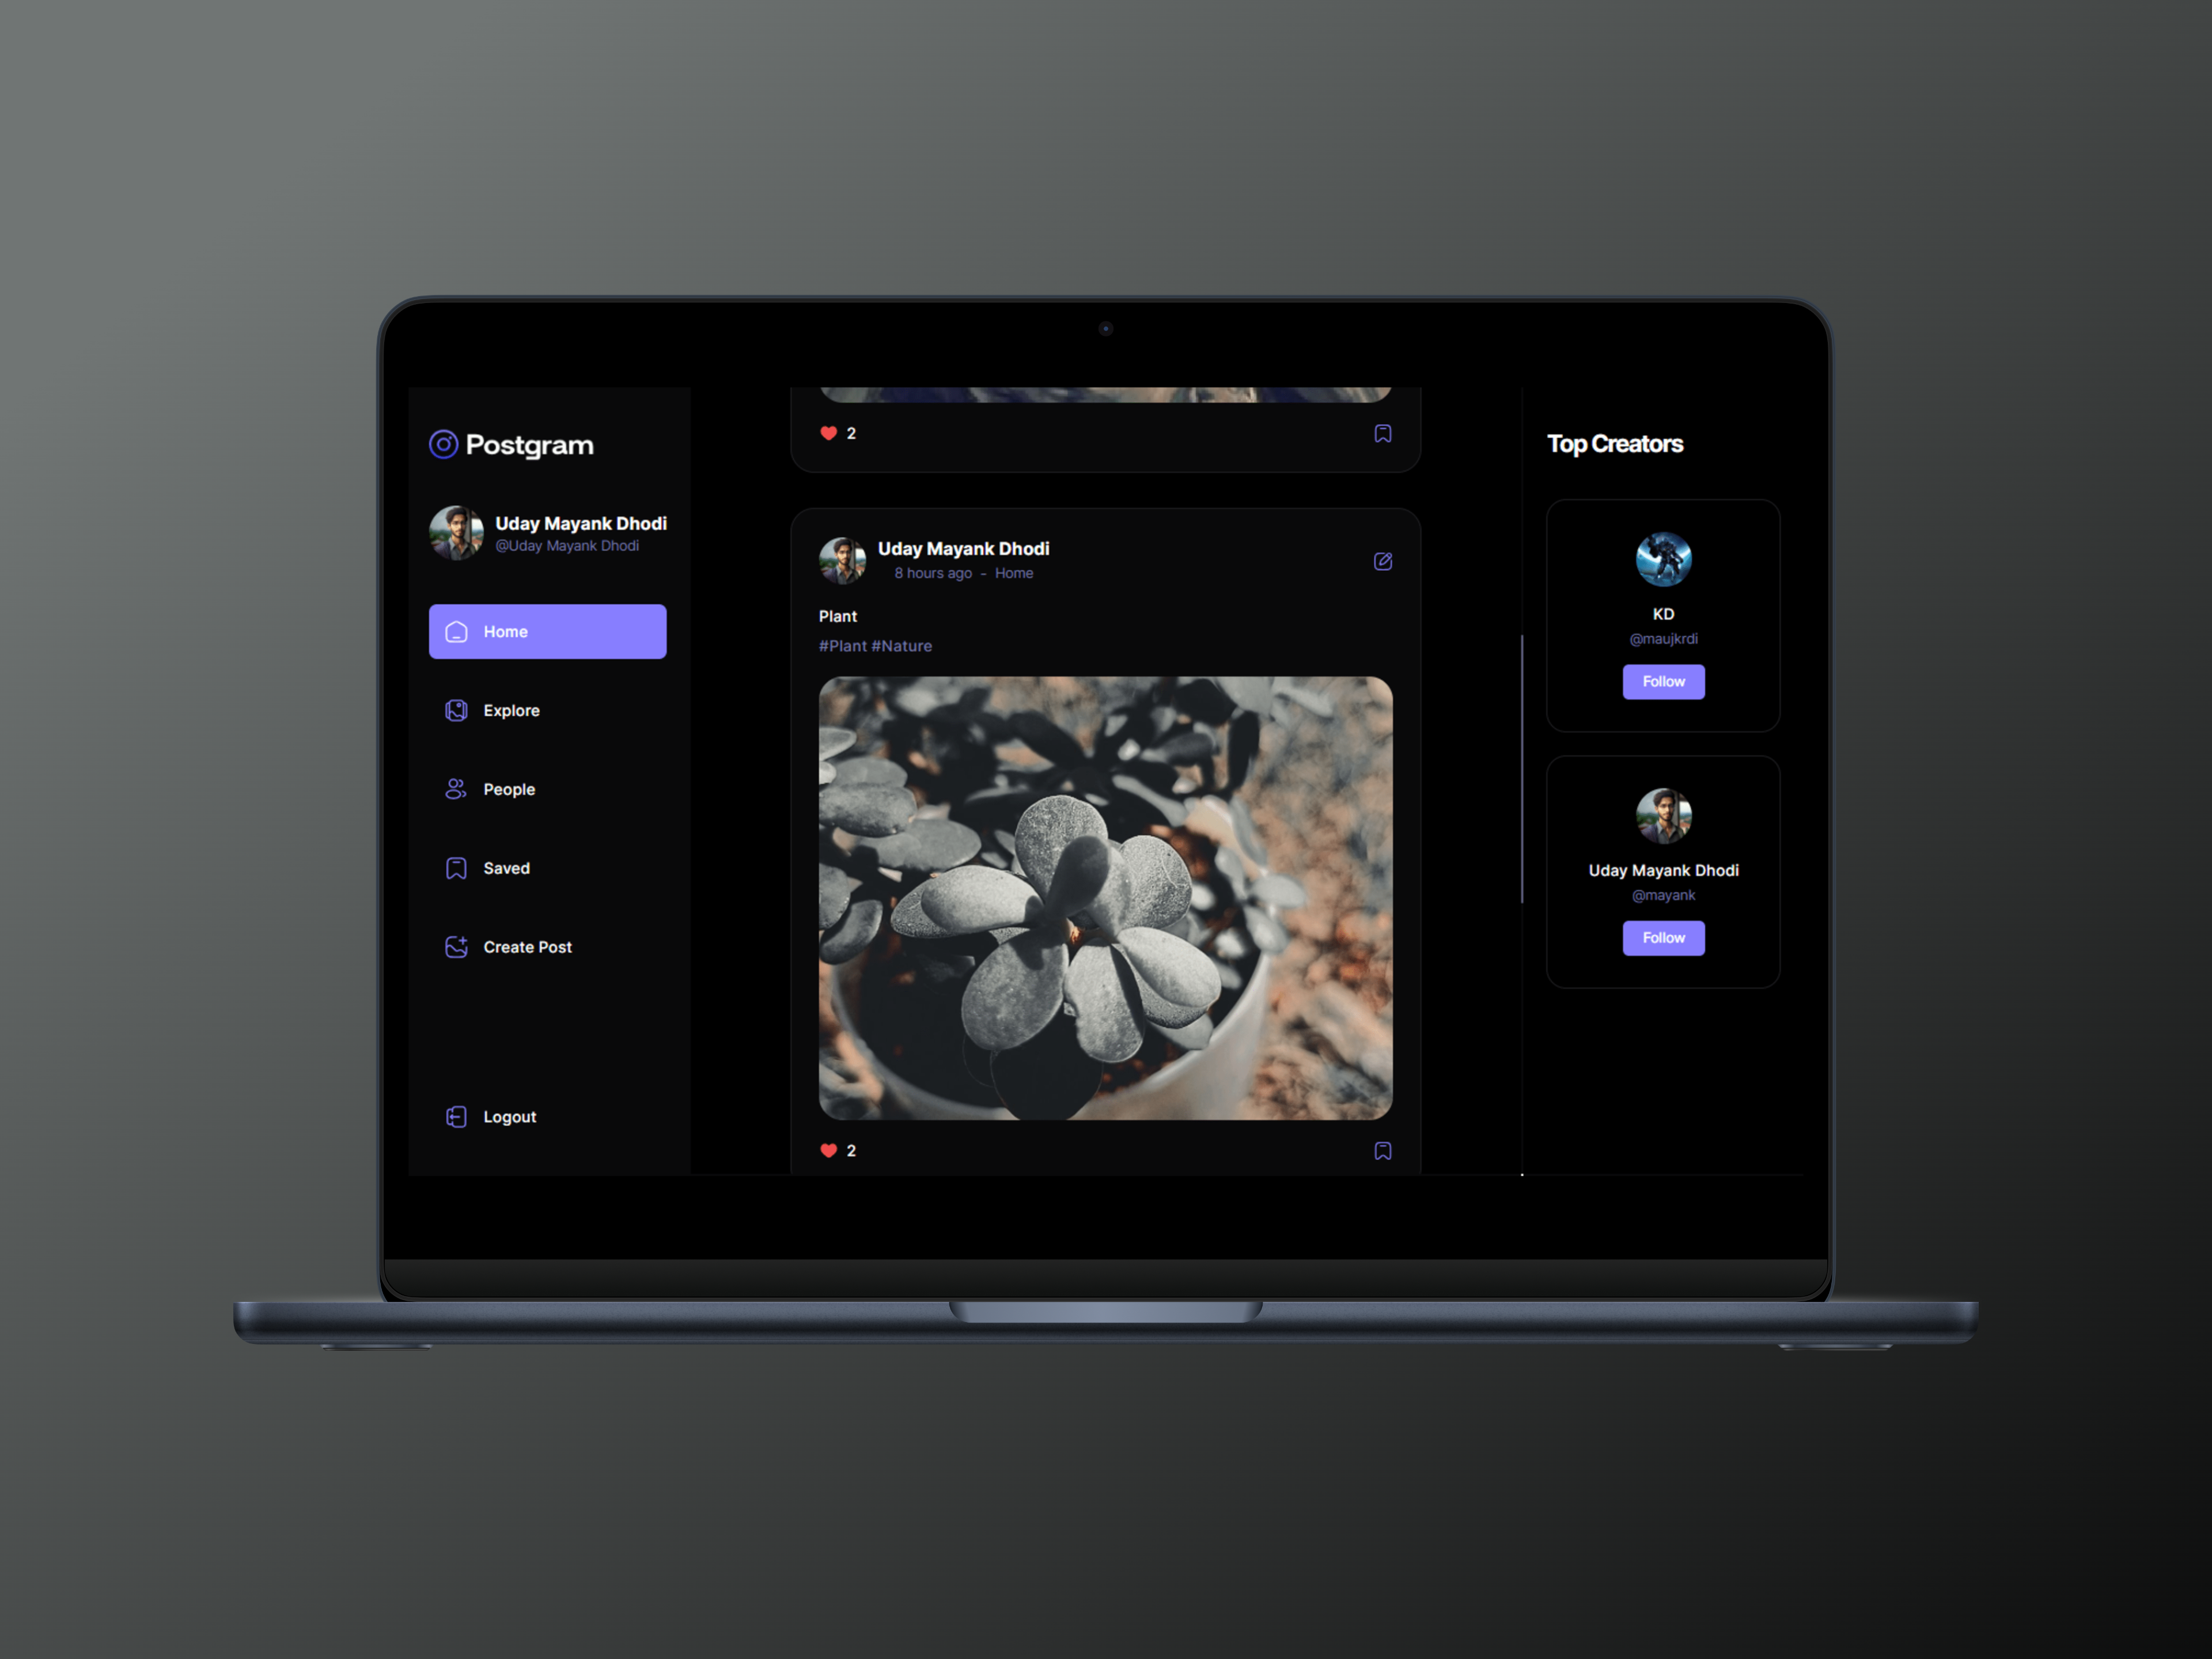 Postgram
Uday Mayank Dhodi
@Uday Mayank Dhodi
Home
Explore
People
Saved
Create Post
Logout
2
Uday Mayank Dhodi
8 hours ago - Home
Plant
#Plant #Nature
2
Top Creators
KD
@maujkrdi
Follow
Uday Mayank Dhodi
@mayank
Follow